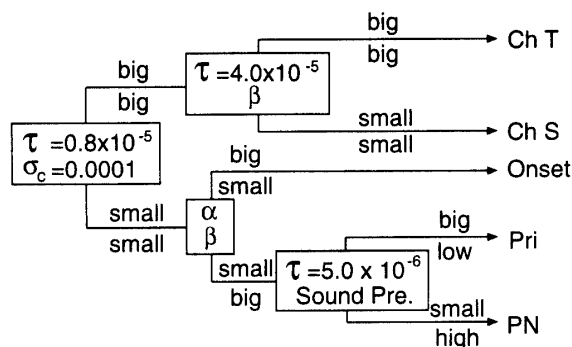 big
Ch T
big
big
τ =4.0x10 -5
β
big
small
Ch S
small
τ =0.8x10 -5
σc =0.0001
big
Onset
small
small
α
β
small
big
Pri
low
small
big
τ =5.0 x 10 -6
Sound Pre.
small
PN
high